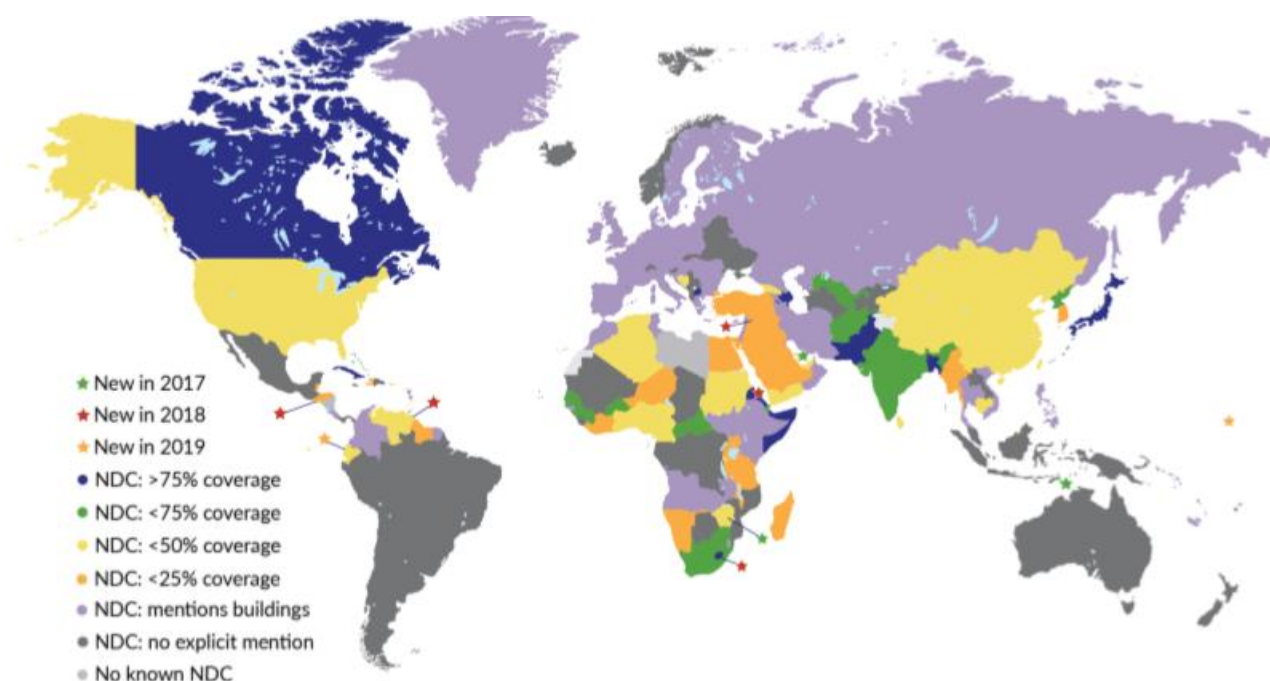 New in 2017
New in 2018
New in 2019
NDC: >75% coverage
NDC: <75% coverage
NDC: <50% coverage
NDC: <25% coverage
NDC: mentions buildings
NDC: no explicit mention
No known NDC